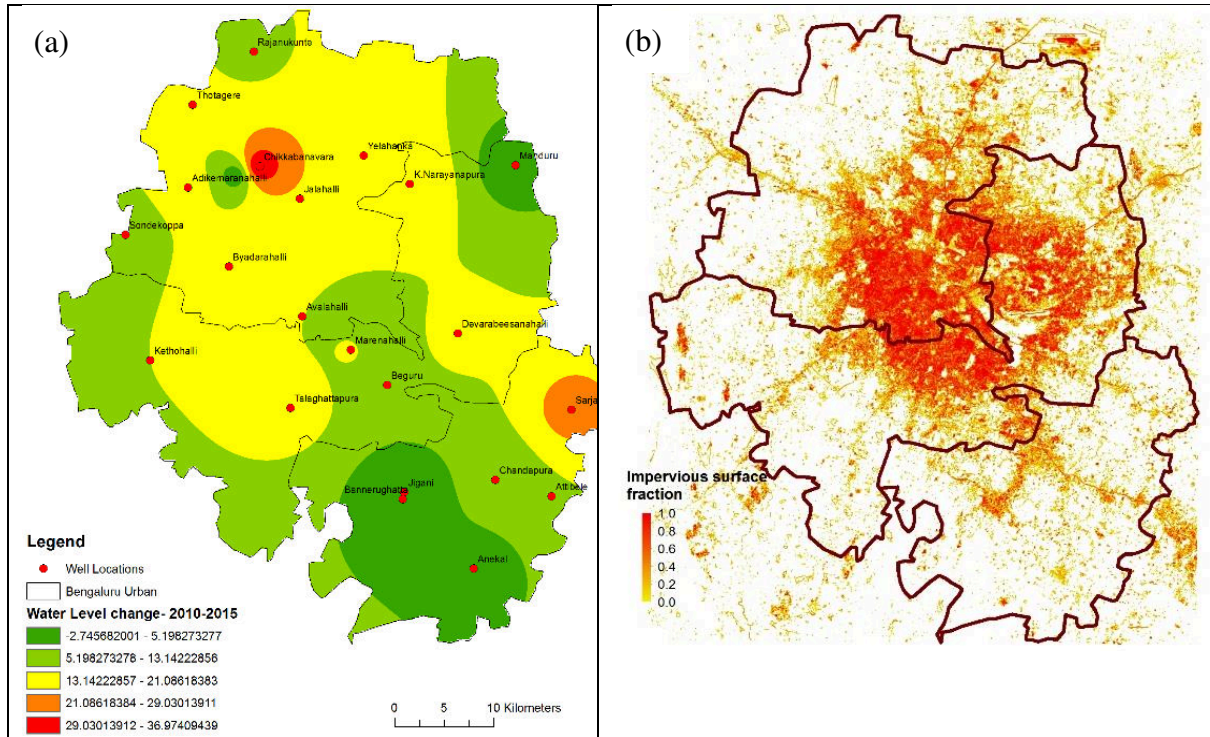 (a)
Rajanukunte
Thotagere
Chikkabanavara
Yelahanka
Manduru
Adikemaranahalli
K.Narayanapura
Jalahalli
Sondekoppa
Byadarahalli
Avalahalli
Devarabeesanahalli
Marenahalli
Kethohalli
Beguru
Talaghattapura
Sarja
Chandapura
Jigani
Bannerughatta
Attibele
Anekal
Legend
Well Locations
Bengaluru Urban
Water Level change- 2010-2015
-2.745682001 - 5.198273277
5.198273278 - 13.14222856
13.14222857 - 21.08618383
21.08618384 - 29.03013911
29.03013912 - 36.97409439
0 5 10 Kilometers
(b)
Impervious surface
fraction
1.0
0.8
0.6
0.4
0.2
0.0